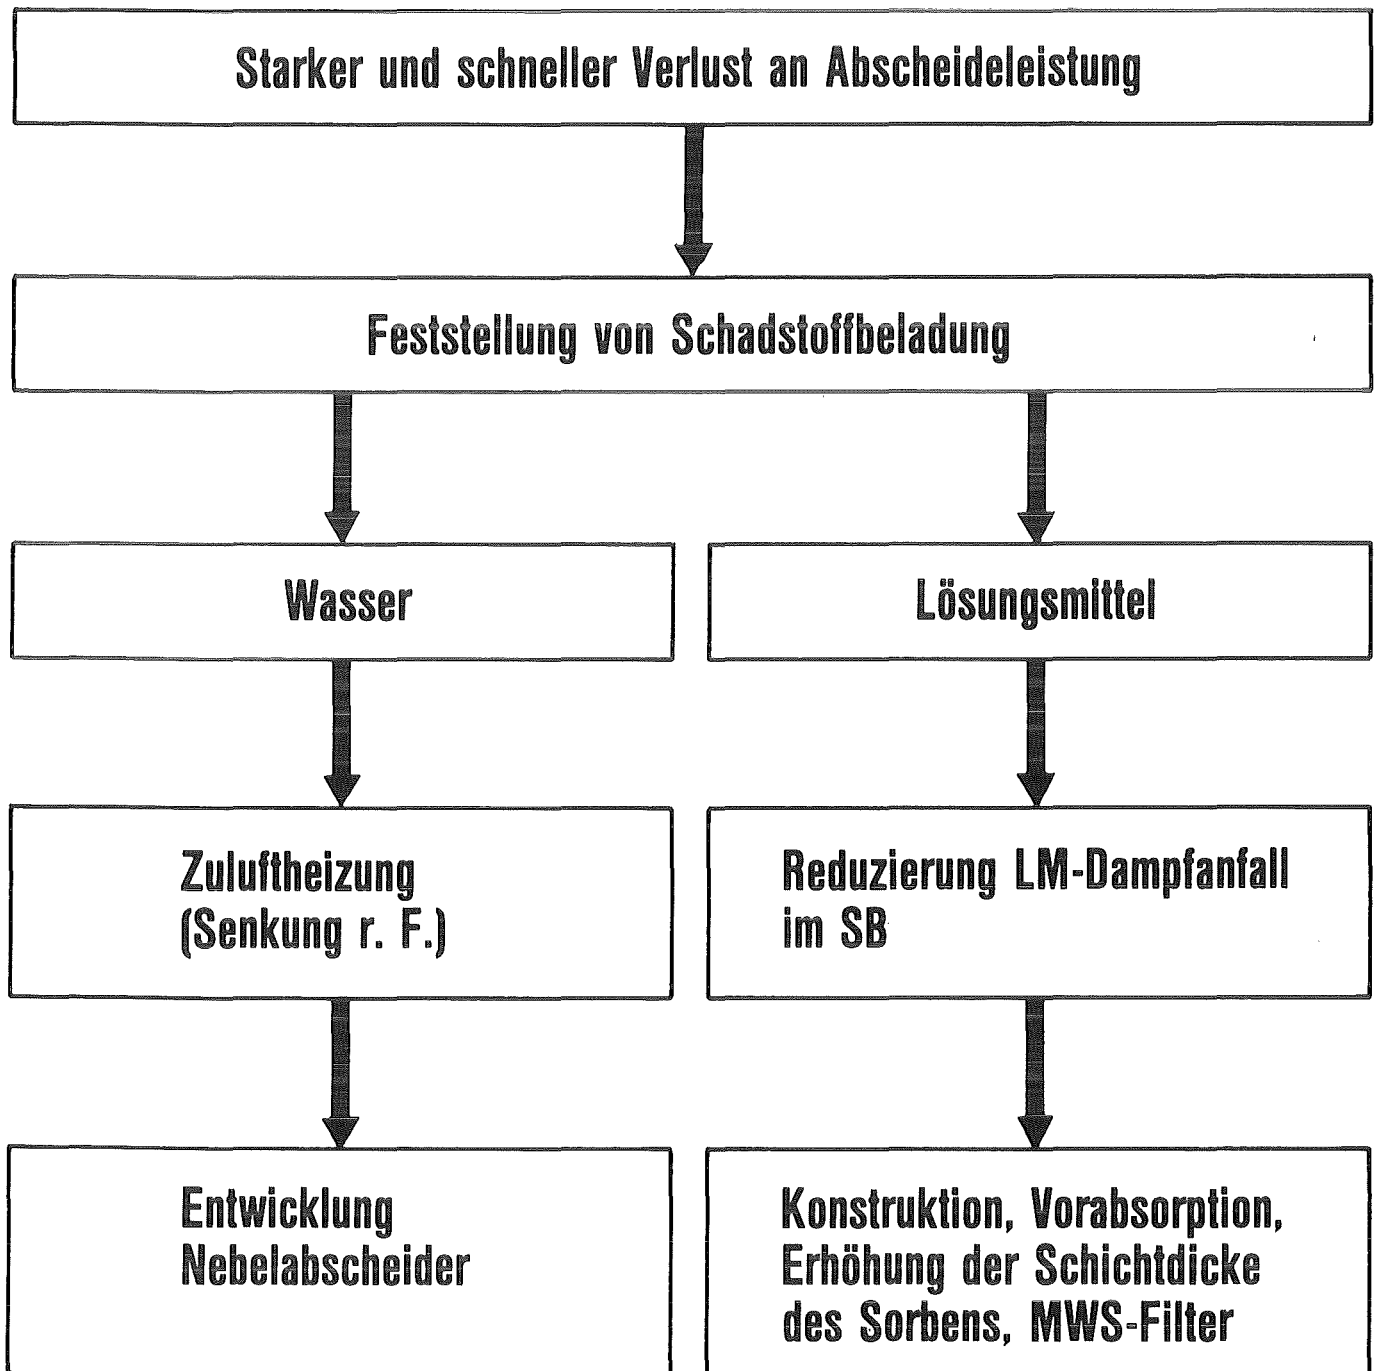 Starker und schneller Verlust an Abscheideleistung
Feststellung von Schadstoffbeladung
Wasser
Lösungsmittel
Zuluftheizung
(Senkung r. F.)
Reduzierung LM-Dampfanfall
im SB
Entwicklung
Nebelabscheider
Konstruktion, Vorabsorption,
Erhöhung der Schichtdicke
des Sorbens, MWS-Filter